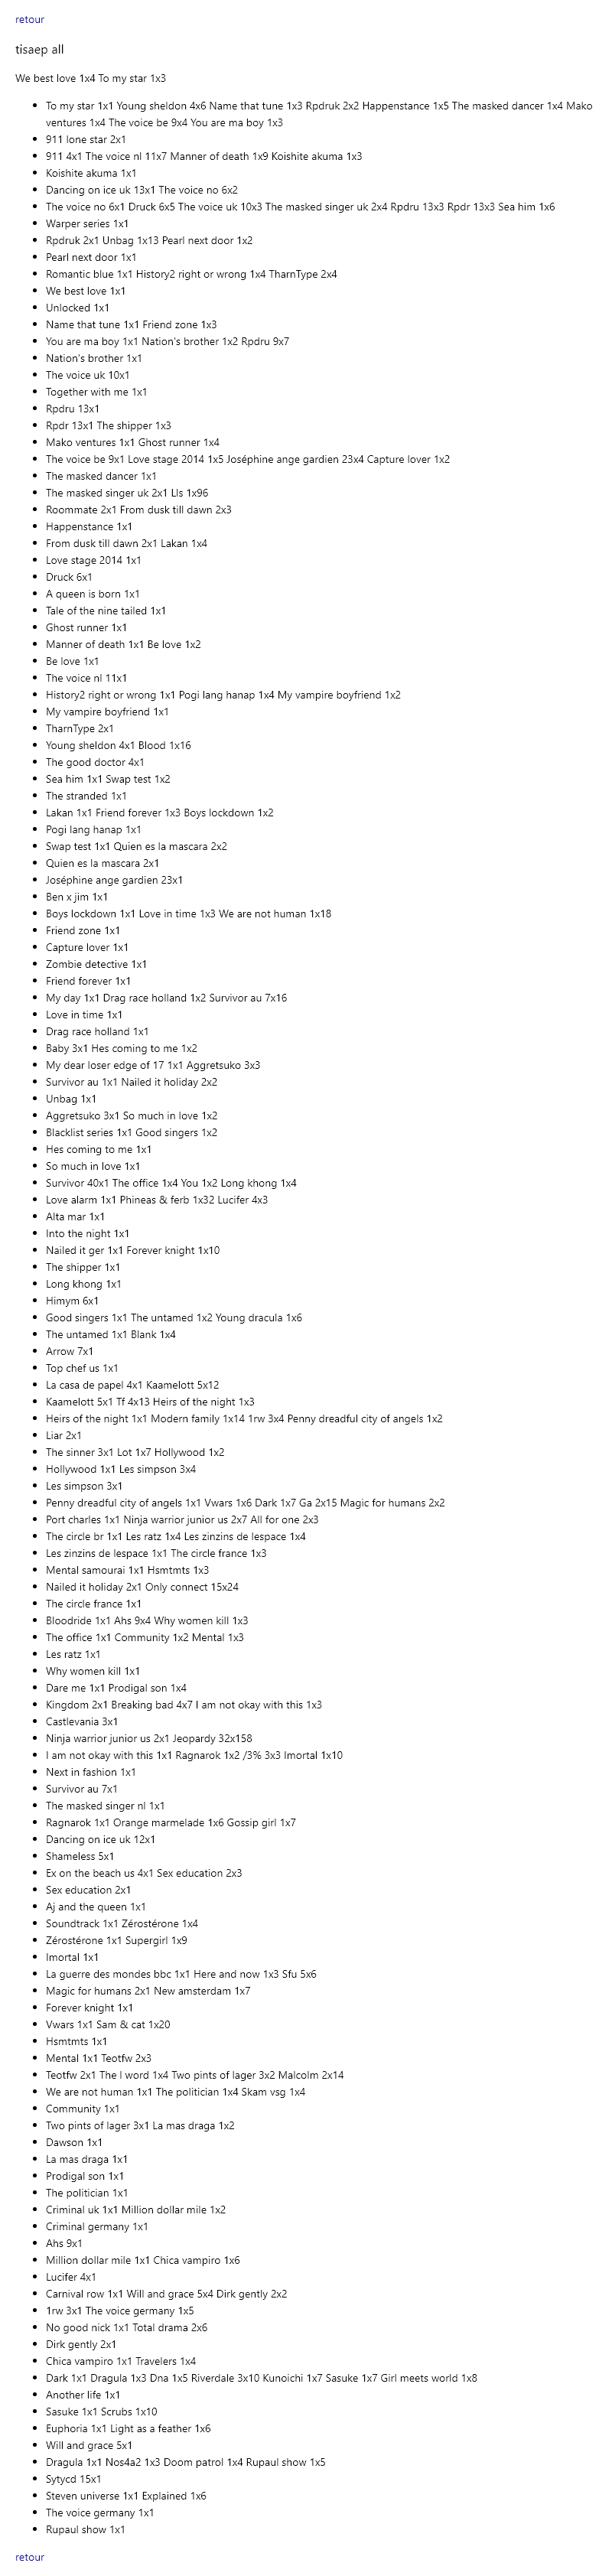 retour
tisaep all
We best love 1x4 To my star 1x3
To my star 1x1 Young sheldon 4x6 Name that tune 1x3 Rpdruk 2x2 Happenstance 1x5 The masked dancer 1x4 Mako
ventures 1x4 The voice be 9x4 You are ma boy 1x3
911 lone star 2x1
911 4x1 The voice nl 11x7 Manner of death 1x9 Koishite akuma 1x3
Koishite akuma 1x1
Dancing on ice uk 13x1 The voice no 6x2
The voice no 6x1 Druck 6x5 The voice uk 10x3 The masked singer uk 2x4 Rpdru 13x3 Rpdr 13x3 Sea him 1x6
Warper series 1x1
Rpdruk 2x1 Unbag 1x13 Pearl next door 1x2
Pearl next door 1x1
Romantic blue 1x1 History2 right or wrong 1x4 TharnType 2x4
We best love 1x1
Unlocked 1x1
Name that tune 1x1 Friend zone 1x3
You are ma boy 1x1 Nation's brother 1x2 Rpdru 9x7
Nation's brother 1x1
The voice uk 10x1
Together with me 1x1
Rpdru 13x1
Rpdr 13x1 The shipper 1x3
Mako ventures 1x1 Ghost runner 1x4
The voice be 9x1 Love stage 2014 1x5 Joséphine ange gardien 23x4 Capture lover 1x2
The masked dancer 1x1
The masked singer uk 2x1 Lls 1x96
Roommate 2x1 From dusk till dawn 2x3
Happenstance 1x1
From dusk till dawn 2x1 Lakan 1x4
Love stage 2014 1x1
Druck 6x1
A queen is born 1x1
Tale of the nine tailed 1x1
Ghost runner 1x1
Manner of death 1x1 Be love 1x2
Be love 1x1
The voice nl 11x1
History2 right or wrong 1x1 Pogi lang hanap 1x4 My vampire boyfriend 1x2
My vampire boyfriend 1x1
TharnType 2x1
Young sheldon 4x1 Blood 1x16
The good doctor 4x1
Sea him 1x1 Swap test 1x2
The stranded 1x1
Lakan 1x1 Friend forever 1x3 Boys lockdown 1x2
Pogi lang hanap 1x1
Swap test 1x1 Quien es la mascara 2x2
Quien es la mascara 2x1
Joséphine ange gardien 23x1
Ben x jim 1x1
Boys lockdown 1x1 Love in time 1x3 We are not human 1x18
Friend zone 1x1
Capture lover 1x1
Zombie detective 1x1
Friend forever 1x1
My day 1x1 Drag race holland 1x2 Survivor au 7x16
Love in time 1x1
Drag race holland 1x1
Baby 3x1 Hes coming to me 1x2
My dear loser edge of 17 1x1 Aggretsuko 3x3
Survivor au 1x1 Nailed it holiday 2x2
Unbag 1x1
Aggretsuko 3x1 So much in love 1x2
Blacklist series 1x1 Good singers 1x2
Hes coming to me 1x1
So much in love 1x1
Survivor 40x1 The office 1x4 You 1x2 Long khong 1x4
Love alarm 1x1 Phineas & ferb 1x32 Lucifer 4x3
Alta mar 1x1
Into the night 1x1
Nailed it ger 1x1 Forever knight 1x10
The shipper 1x1
Long khong 1x1
Himym 6x1
Good singers 1x1 The untamed 1x2 Young dracula 1x6
The untamed 1x1 Blank 1x4
Arrow 7x1
Top chef us 1x1
La casa de papel 4x1 Kaamelott 5x12
Kaamelott 5x1 Tf 4x13 Heirs of the night 1x3
Heirs of the night 1x1 Modern family 1x14 1rw 3x4 Penny dreadful city of angels 1x2
Liar 2x1
The sinner 3x1 Lot 1x7 Hollywood 1x2
Hollywood 1x1 Les simpson 3x4
Les simpson 3x1
Penny dreadful city of angels 1x1 Vwars 1x6 Dark 1x7 Ga 2x15 Magic for humans 2x2
Port charles 1x1 Ninja warrior junior us 2x7 All for one 2x3
The circle br 1x1 Les ratz 1x4 Les zinzins de lespace 1x4
Les zinzins de lespace 1x1 The circle france 1x3
Mental samourai 1x1 Hsmtmts 1x3
Nailed it holiday 2x1 Only connect 15x24
The circle france 1x1
Bloodride 1x1 Ahs 9x4 Why women kill 1x3
The office 1x1 Community 1x2 Mental 1x3
Les ratz 1x1
Why women kill 1x1
Dare me 1x1 Prodigal son 1x4
Kingdom 2x1 Breaking bad 4x7 I am not okay with this 1x3
Castlevania 3x1
Ninja warrior junior us 2x1 Jeopardy 32x158
I am not okay with this 1x1 Ragnarok 1x2 /3% 3x3 Imortal 1x10
Next in fashion 1x1
Survivor au 7x1
The masked singer nl 1x1
Ragnarok 1x1 Orange marmelade 1x6 Gossip girl 1x7
Dancing on ice uk 12x1
Shameless 5x1
Ex on the beach us 4x1 Sex education 2x3
Sex education 2x1
Aj and the queen 1x1
Soundtrack 1x1 Zérostérone 1x4
Zérostérone 1x1 Supergirl 1x9
Imortal 1x1
La guerre des mondes bbc 1x1 Here and now 1x3 Sfu 5x6
Magic for humans 2x1 New amsterdam 1x7
Forever knight 1x1
Vwars 1x1 Sam & cat 1x20
Hsmtmts 1x1
Mental 1x1 Teotfw 2x3
Teotfw 2x1 The l word 1x4 Two pints of lager 3x2 Malcolm 2x14
We are not human 1x1 The politician 1x4 Skam vsg 1x4
Community 1x1
Two pints of lager 3x1 La mas draga 1x2
Dawson 1x1
La mas draga 1x1
Prodigal son 1x1
The politician 1x1
Criminal uk 1x1 Million dollar mile 1x2
Criminal germany 1x1
Ahs 9x1
Million dollar mile 1x1 Chica vampiro 1x6
Lucifer 4x1
Carnival row 1x1 Will and grace 5x4 Dirk gently 2x2
1rw 3x1 The voice germany 1x5
No good nick 1x1 Total drama 2x6
Dirk gently 2x1
Chica vampiro 1x1 Travelers 1x4
Dark 1x1 Dragula 1x3 Dna 1x5 Riverdale 3x10 Kunoichi 1x7 Sasuke 1x7 Girl meets world 1x8
Another life 1x1
Sasuke 1x1 Scrubs 1x10
Euphoria 1x1 Light as a feather 1x6
Will and grace 5x1
Dragula 1x1 Nos4a2 1x3 Doom patrol 1x4 Rupaul show 1x5
Sytycd 15x1
Steven universe 1x1 Explained 1x6
The voice germany 1x1
Rupaul show 1x1
retour